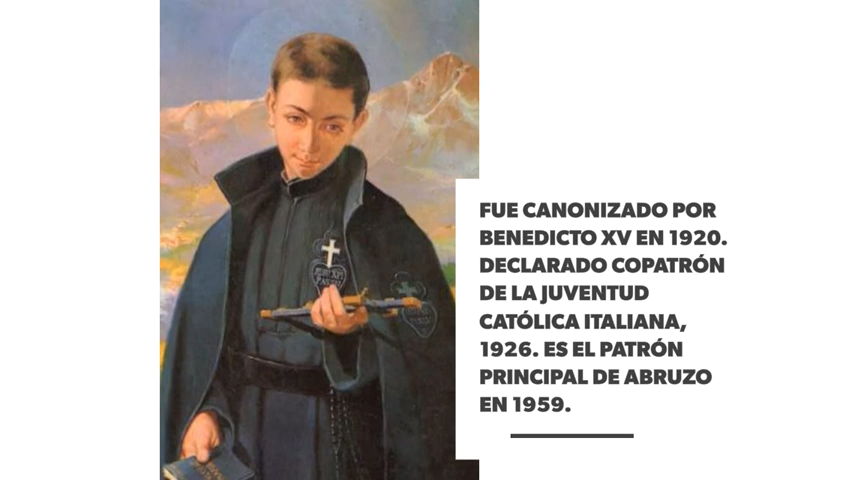 FUE CANONIZADO POR
BENEDICTO XV EN 1920.
DECLARADO COPATRÓN
DE LA JUVENTUD
CATÓLICA ITALIANA,
1926. ES EL PATRÓN
PRINCIPAL DE ABRUZO
EN 1959.